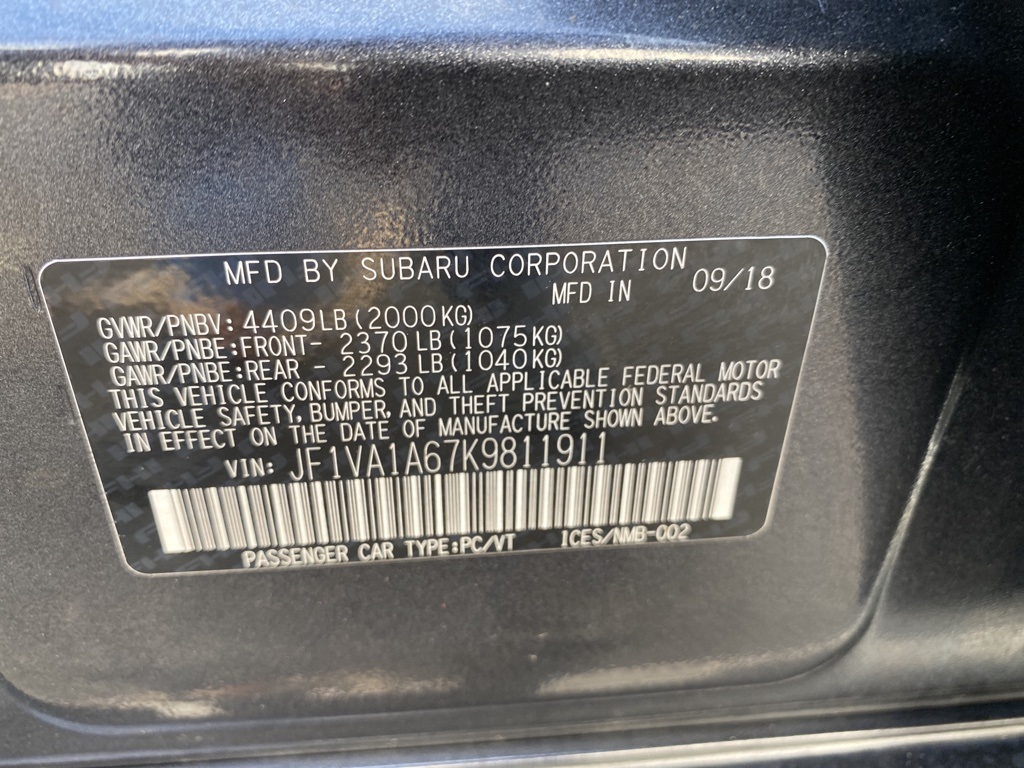 MFD BY SUBARU CORPORATION
MFD IN 09/18
GVWR/PNBV: 4409LB(2000KG)
GAWR/PNBE:FRONT- 2370LB(1075KG)
GAWR/PNBE:REAR - 2293LB(1040KG)
THIS VEHICLE CONFORMS TO ALL APPLICABLE FEDERAL MOTOR
VEHICLE SAFETY, BUMPER, AND THEFT PREVENTION STANDARDS
IN EFFECT ON THE DATE OF MANUFACTURE SHOWN ABOVE.
VIN: JF1VA1A67K9811911
PASSENGER CAR TYPE:PC/VT ICES/NMB-002